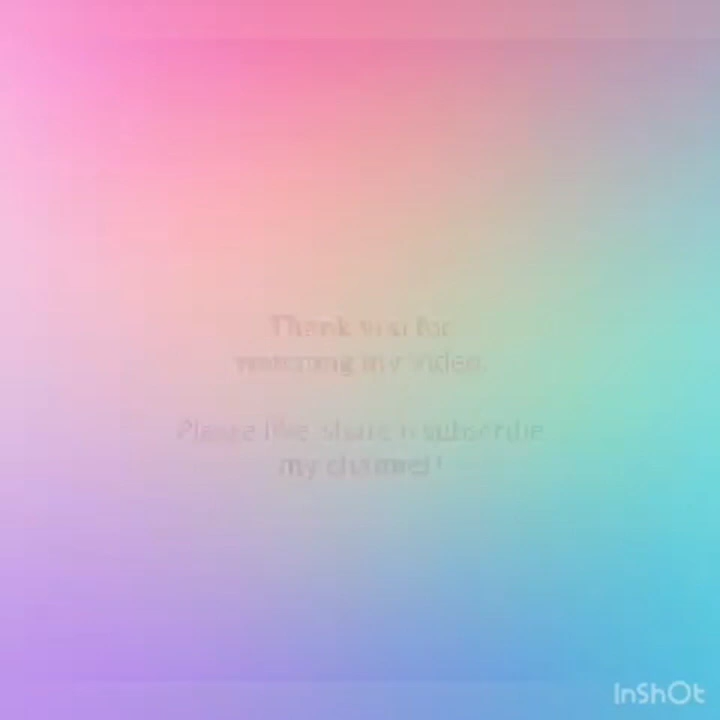 Thank you for
watching my video.
Please like, share n subscribe
my channel!
InShOt